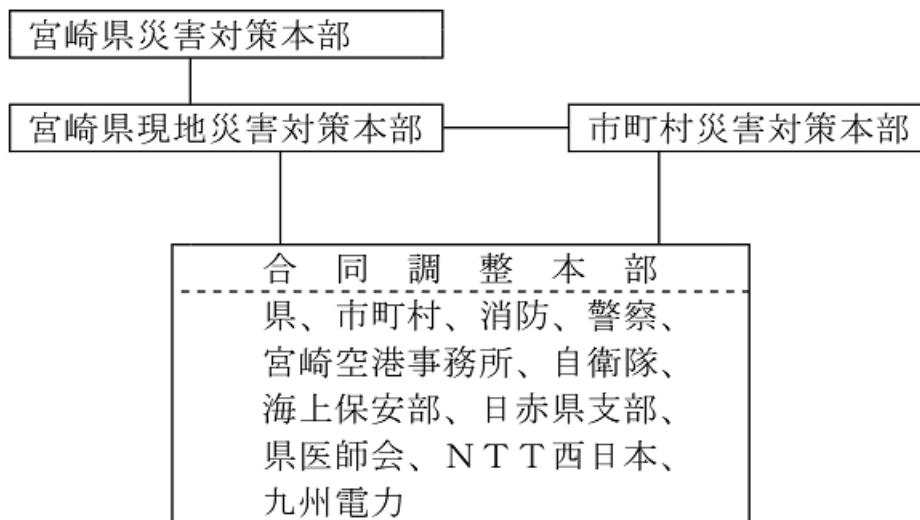 宮崎県災害対策本部
宮崎県現地災害対策本部
市町村災害対策本部
合同調整本部
県、市町村、消防、警察、
宮崎空港事務所、自衛隊、
海上保安部、日赤県支部、
県医師会、ＮＴＴ西日本、
九州電力